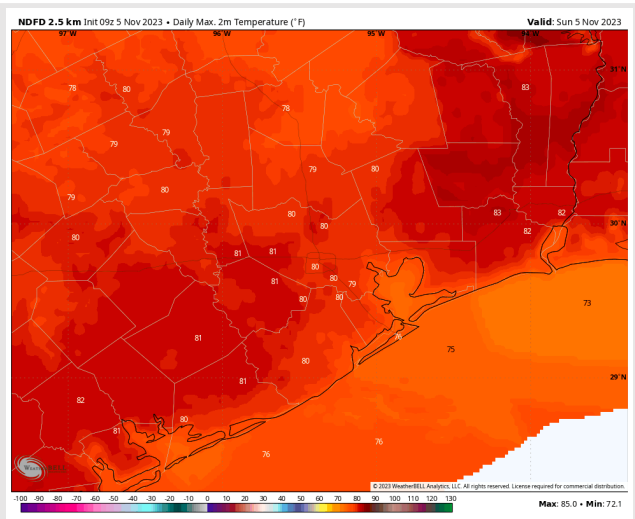 NDFD 2.5 km Init 09z 5 Nov 2023 • Daily Max. 2m Temperature (°F) Valid: Sun 5 Nov 2023
97°W 96°W 95°W 94°W
31°N
78 80 83
78
79
79
79 80
80
79
80 83 82
30°N
80 80 82
81 81
80
81 80 79
80 80
73
76
81 75
80
81 29°N
82
80
81 76
76
© 2023 WeatherBELL Analytics, LLC. All rights reserved. License required for commercial distribution.
-100 -90 -80 -70 -60 -50 -40 -30 -20 -10 0 10 20 30 40 50 60 70 80 90 100 110 120 130
Max: 85.0 • Min: 72.1